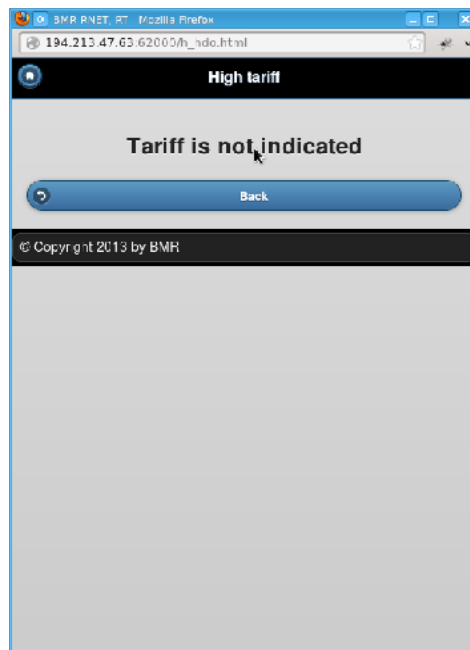 BMR RNET, RT - Mozilla Firefox
194.213.47.63:62000/h_hdo.html
High tariff
Tariff is not indicated
Back
© Copyright 2013 by BMR